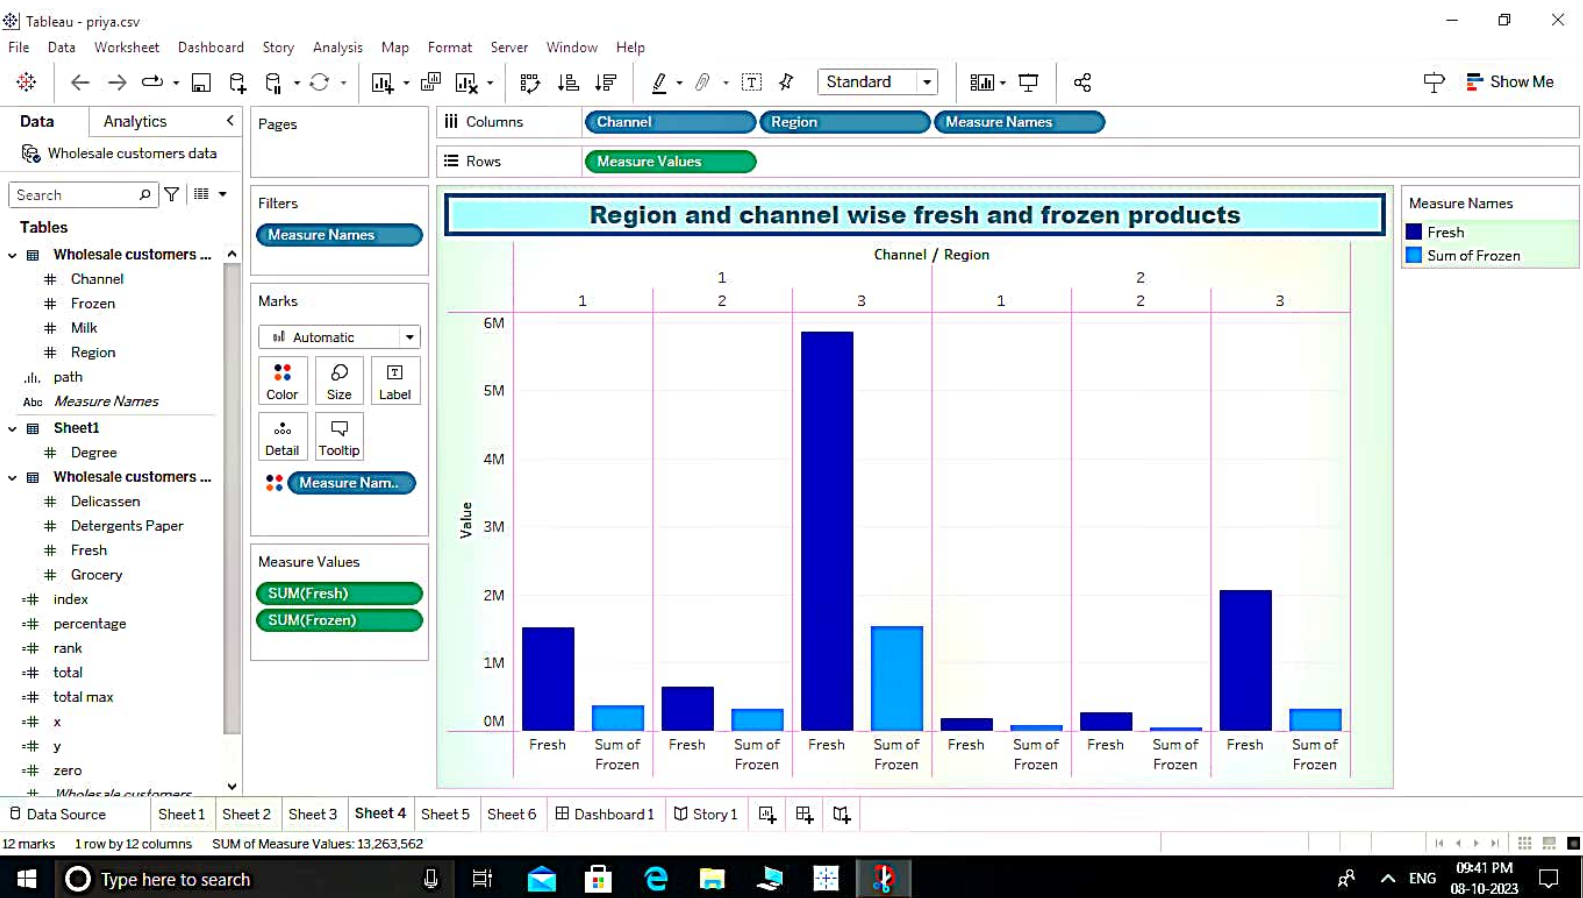 Tableau - priya.csv
File Data Worksheet Dashboard Story Analysis Map Format Server Window Help
Standard
Show Me
Data Analytics
Wholesale customers data
Search
Tables
Wholesale customers ...
# Channel
# Frozen
# Milk
# Region
path
Abc Measure Names
Sheet1
# Degree
Wholesale customers ...
# Delicassen
# Detergents Paper
# Fresh
# Grocery
=# index
=# percentage
=# rank
=# total
=# total max
=# x
=# y
=# zero
# Wholesale customers
Pages
Filters
Measure Names
Marks
Automatic
Color Size Label
Detail Tooltip
Measure Nam..
Measure Values
SUM(Fresh)
SUM(Frozen)
Columns Channel Region Measure Names
Rows Measure Values
Region and channel wise fresh and frozen products
Channel / Region
1 2
1 2 3 1 2 3
6M
5M
4M
3M
2M
1M
0M
Value
Fresh Sum of Frozen Fresh Sum of Frozen Fresh Sum of Frozen Fresh Sum of Frozen Fresh Sum of Frozen Fresh Sum of Frozen
Measure Names
Fresh
Sum of Frozen
Data Source Sheet 1 Sheet 2 Sheet 3 Sheet 4 Sheet 5 Sheet 6 Dashboard 1 Story 1
12 marks 1 row by 12 columns SUM of Measure Values: 13,263,562
Type here to search
ENG
09:41 PM
08-10-2023